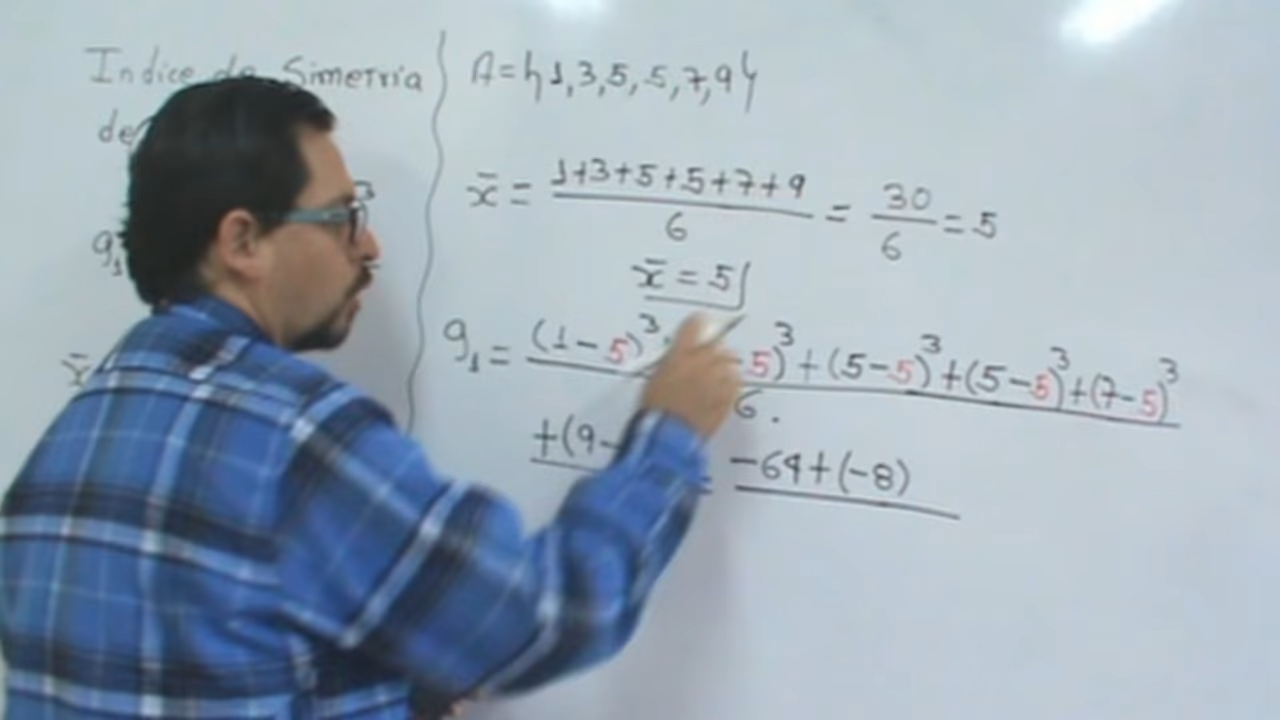 Indice de Simetria
de
g₁
x̄
A = {1, 3, 5, 5, 7, 9}
x̄ = 1+3+5+5+7+9 / 6 = 30 / 6 = 5
x̄ = 5
g₁ = (1-5)³ -5)³ + (5-5)³ + (5-5)³ + (7-5)³
6.
+(9- = -64+(-8)